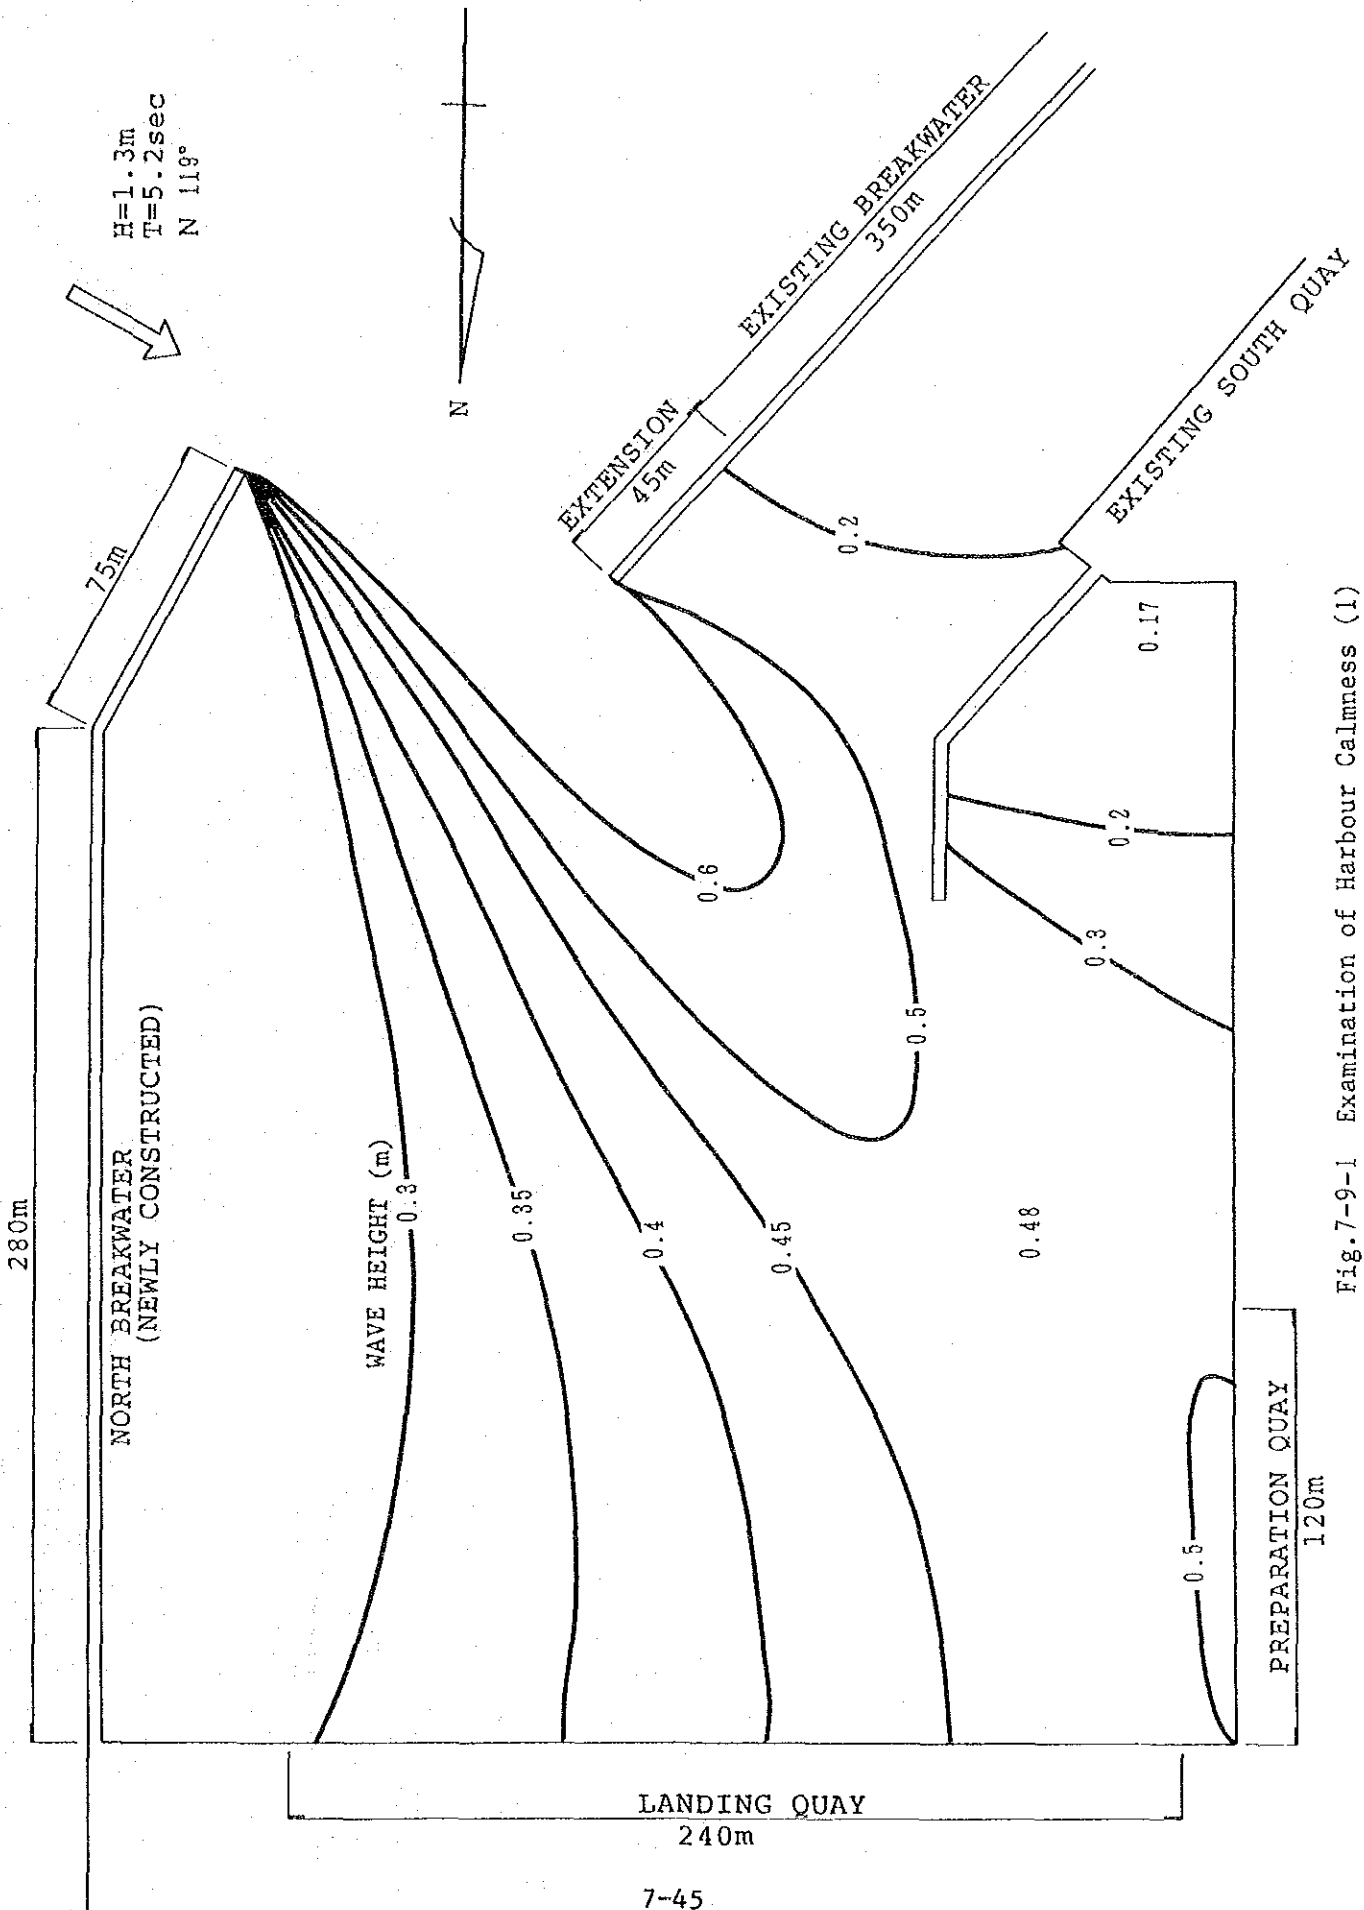 H=1.3m
T=5.2sec
N 119°
N
75m
280m
NORTH BREAKWATER
(NEWLY CONSTRUCTED)
EXTENSION
45m
EXISTING BREAKWATER
350m
EXISTING SOUTH QUAY
WAVE HEIGHT (m)
0.3
0.35
0.4
0.45
0.48
0.5
0.6
0.2
0.17
0.2
0.3
0.5
PREPARATION QUAY
120m
LANDING QUAY
240m
Fig.7-9-1 Examination of Harbour Calmness (1)
7-45